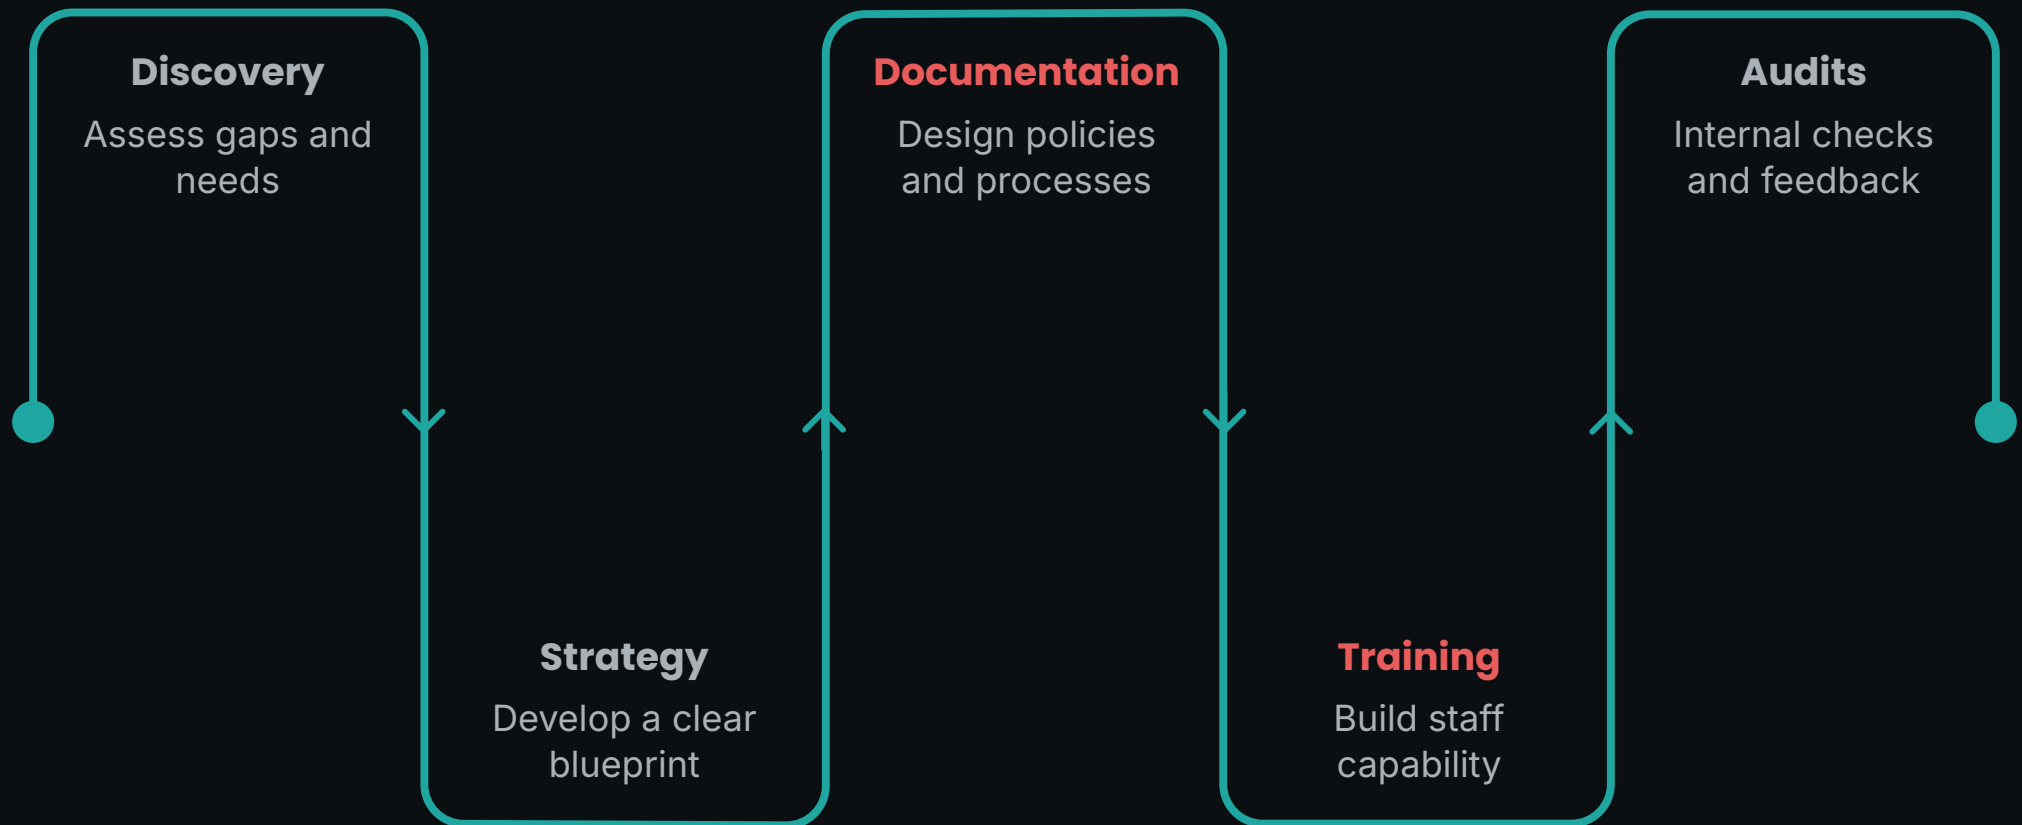 Discovery
Assess gaps and
needs
Strategy
Develop a clear
blueprint
Documentation
Design policies
and processes
Training
Build staff
capability
Audits
Internal checks
and feedback